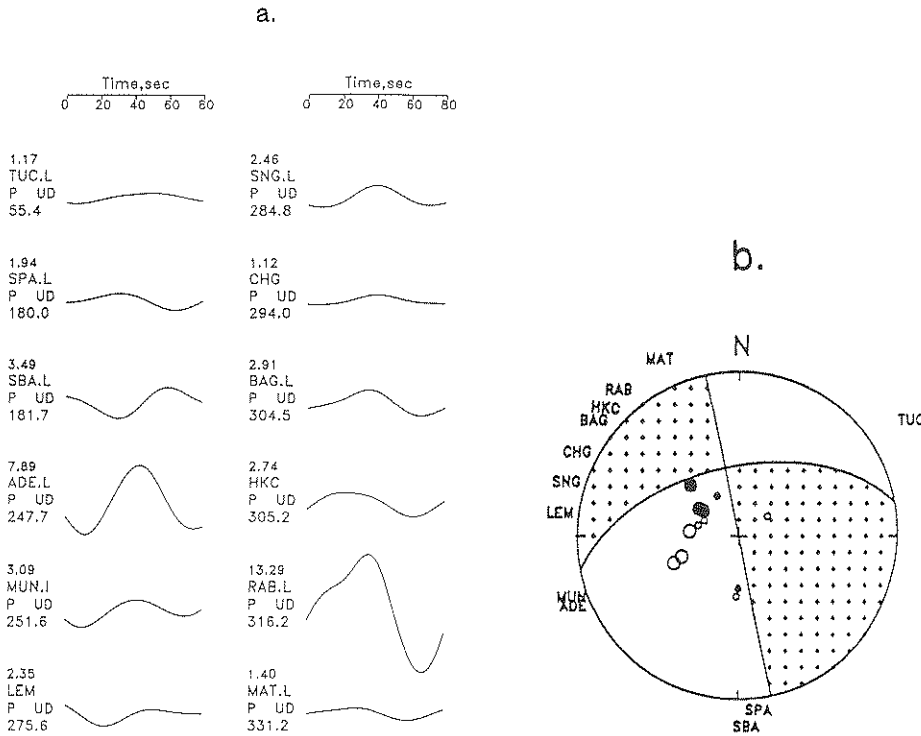 a.
Time,sec
0 20 40 60 80
1.17
TUC.L
P UD
55.4
1.94
SPA.L
P UD
180.0
3.49
SBA.L
P UD
181.7
7.89
ADE.L
P UD
247.7
3.09
MUN.I
P UD
251.6
2.35
LEM
P UD
275.6
Time,sec
0 20 40 60 80
2.46
SNG.L
P UD
284.8
1.12
CHG
P UD
294.0
2.91
BAG.L
P UD
304.5
2.74
HKC
P UD
305.2
13.29
RAB.L
P UD
316.2
1.40
MAT.L
P UD
331.2
b.
N
MAT
RAB
HKC
BAG
TUC
CHG
SNG
LEM
MUN
ADE
SPA
SBA